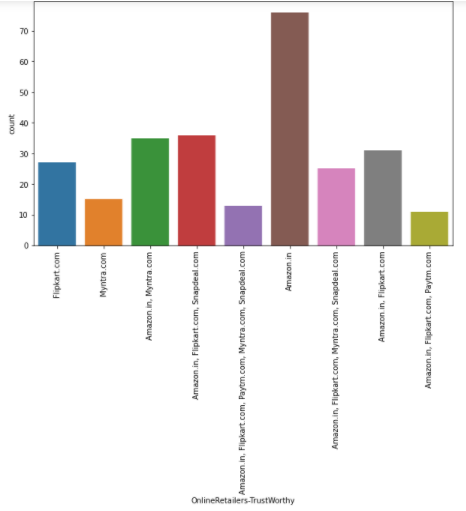 70
60
50
40
30
20
10
0
count
Flipkart.com
Myntra.com
Amazon.in, Myntra.com
Amazon.in, Flipkart.com, Snapdeal.com
Amazon.in, Flipkart.com, Paytm.com, Myntra.com, Snapdeal.com
Amazon.in
Amazon.in, Flipkart.com, Myntra.com, Snapdeal.com
Amazon.in, Flipkart.com
Amazon.in, Flipkart.com, Paytm.com
OnlineRetailers-TrustWorthy